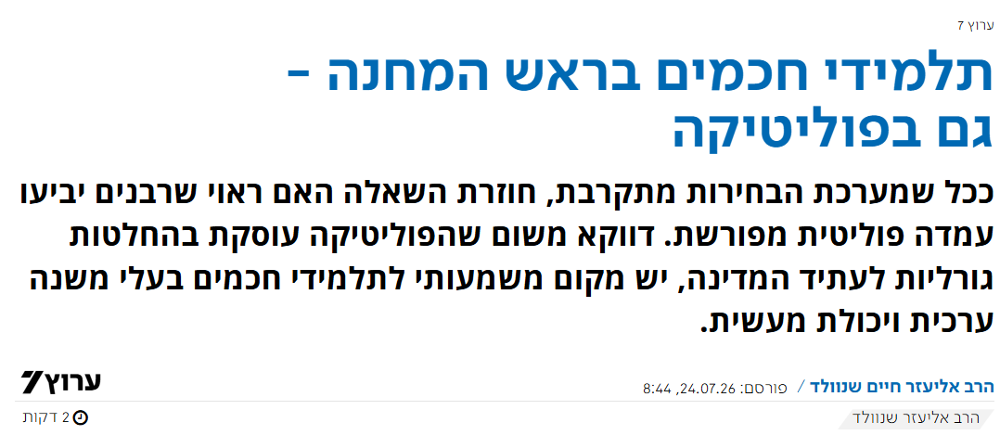 ערוץ 7
תלמידי חכמים בראש המחנה –
גם בפוליטיקה
ככל שמערכת הבחירות מתקרבת, חוזרת השאלה האם ראוי שרבנים יביעו
עמדה פוליטית מפורשת. דווקא משום שהפוליטיקה עוסקת בהחלטות
גורליות לעתיד המדינה, יש מקום משמעותי לתלמידי חכמים בעלי משנה
ערכית ויכולת מעשית.
הרב אליעזר חיים שנוולד / פורסם: 24.07.26, 8:44
ערוץ 7
הרב אליעזר שנוולד
2 דקות